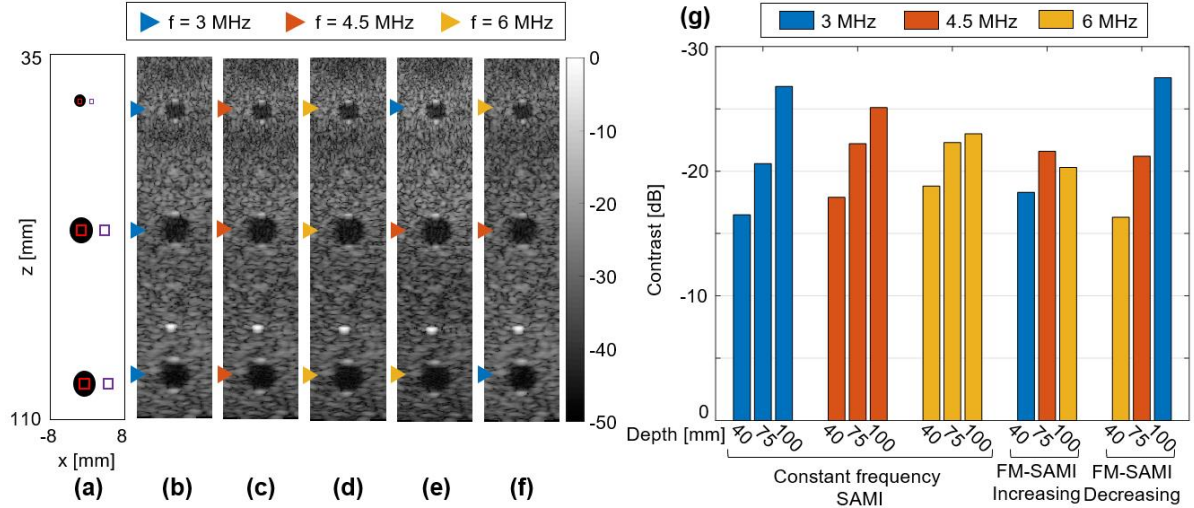 f = 3 MHz f = 4.5 MHz f = 6 MHz
35
z [mm]
110
-8 8
x [mm]
(a) (b) (c) (d) (e) (f)
0
-10
-20
-30
-40
-50
(g)
3 MHz 4.5 MHz 6 MHz
-30
-20
-10
0
Contrast [dB]
Depth [mm] 40 75 100 40 75 100 40 75 100 40 75 100 40 75 100
Constant frequency
SAMI
FM-SAMI
Increasing
FM-SAMI
Decreasing